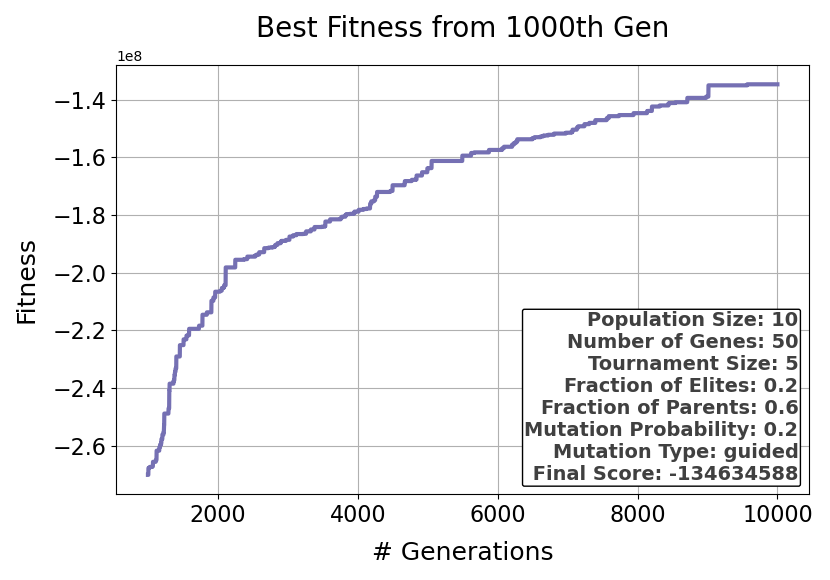 Best Fitness from 1000th Gen
1e8
−1.4
−1.6
−1.8
−2.0
−2.2
−2.4
−2.6
Fitness
Population Size: 10
Number of Genes: 50
Tournament Size: 5
Fraction of Elites: 0.2
Fraction of Parents: 0.6
Mutation Probability: 0.2
Mutation Type: guided
Final Score: -134634588
2000 4000 6000 8000 10000
# Generations